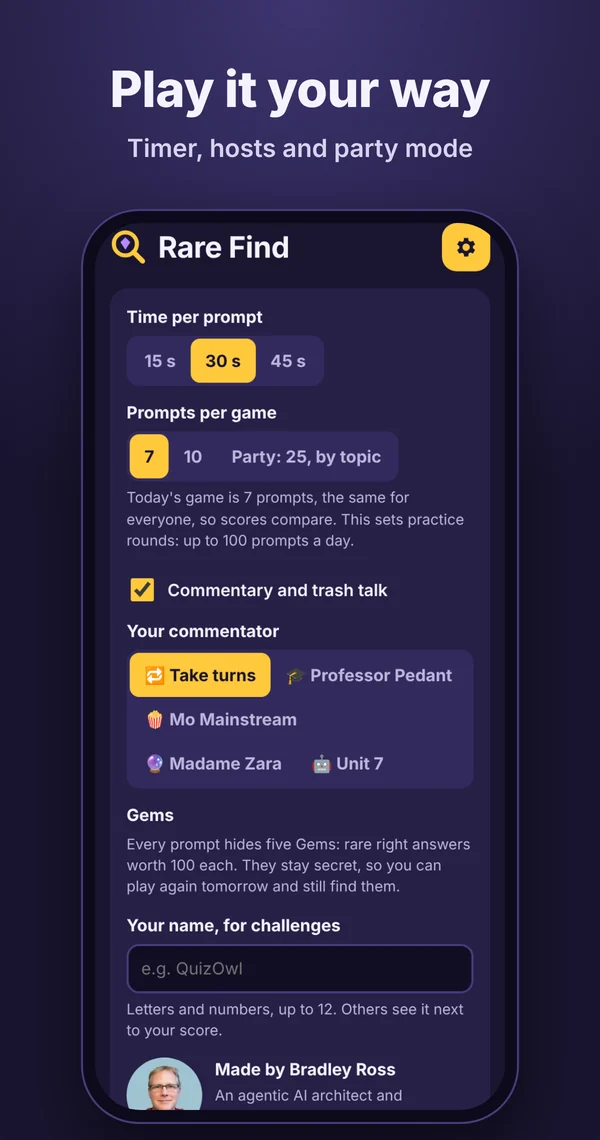 Play it your way
Timer, hosts and party mode
Rare Find
Time per prompt
15 s 30 s 45 s
Prompts per game
7 10 Party: 25, by topic
Today's game is 7 prompts, the same for
everyone, so scores compare. This sets practice
rounds: up to 100 prompts a day.
Commentary and trash talk
Your commentator
🔁 Take turns 🎓 Professor Pedant
🍿 Mo Mainstream
🔮 Madame Zara 🤖 Unit 7
Gems
Every prompt hides five Gems: rare right answers
worth 100 each. They stay secret, so you can
play again tomorrow and still find them.
Your name, for challenges
e.g. QuizOwl
Letters and numbers, up to 12. Others see it next
to your score.
Made by Bradley Ross
An agentic AI architect and